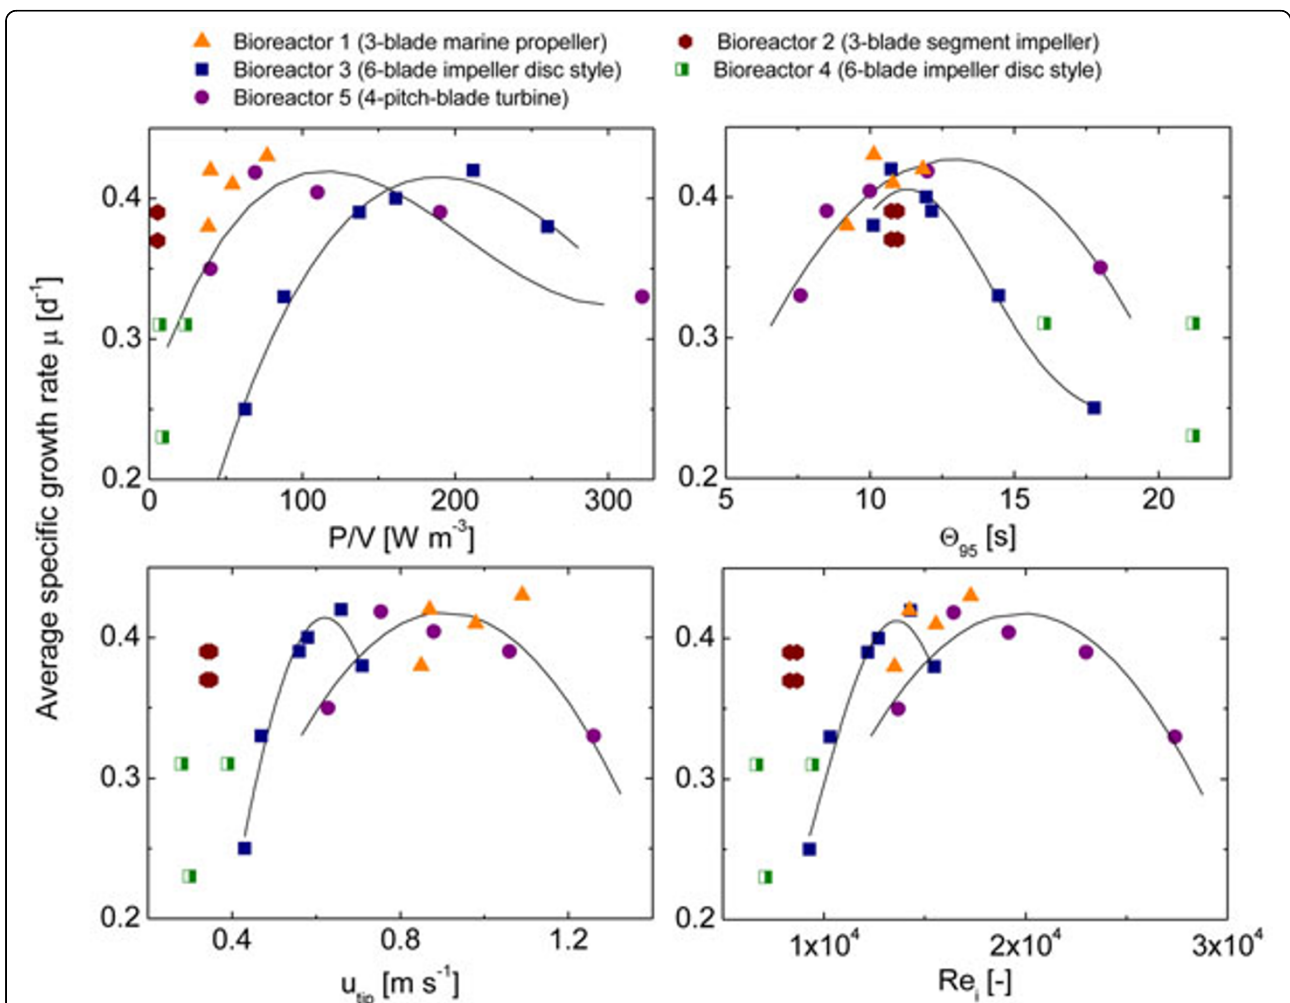 Bioreactor 1 (3-blade marine propeller)
Bioreactor 2 (3-blade segment impeller)
Bioreactor 3 (6-blade impeller disc style)
Bioreactor 4 (6-blade impeller disc style)
Bioreactor 5 (4-pitch-blade turbine)
Average specific growth rate μ [d⁻¹]
0.4
0.3
0.2
0
100
200
300
P/V [W m⁻³]
0.4
0.3
0.2
5
10
15
20
Θ₉₅ [s]
0.4
0.3
0.2
0.4
0.8
1.2
u_tip [m s⁻¹]
0.4
0.3
0.2
1x10⁴
2x10⁴
3x10⁴
Reᵢ [-]